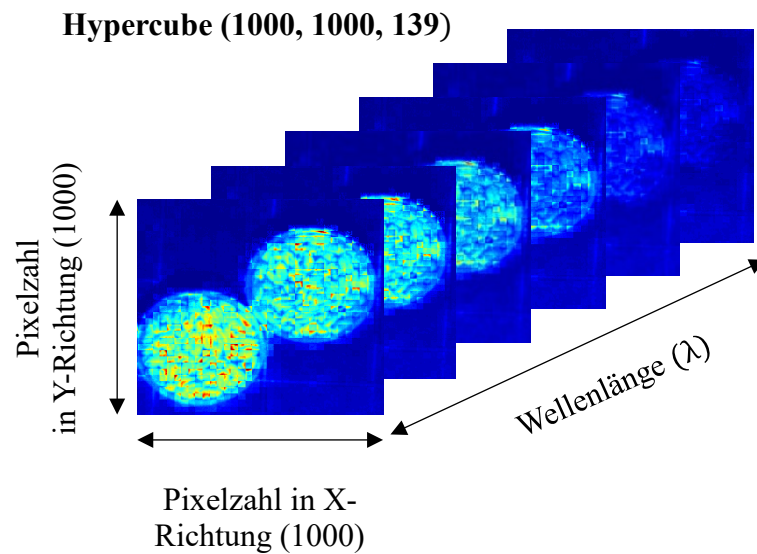 Hypercube (1000, 1000, 139)
Pixelzahl
in Y-Richtung (1000)
Wellenlänge (λ)
Pixelzahl in X-
Richtung (1000)